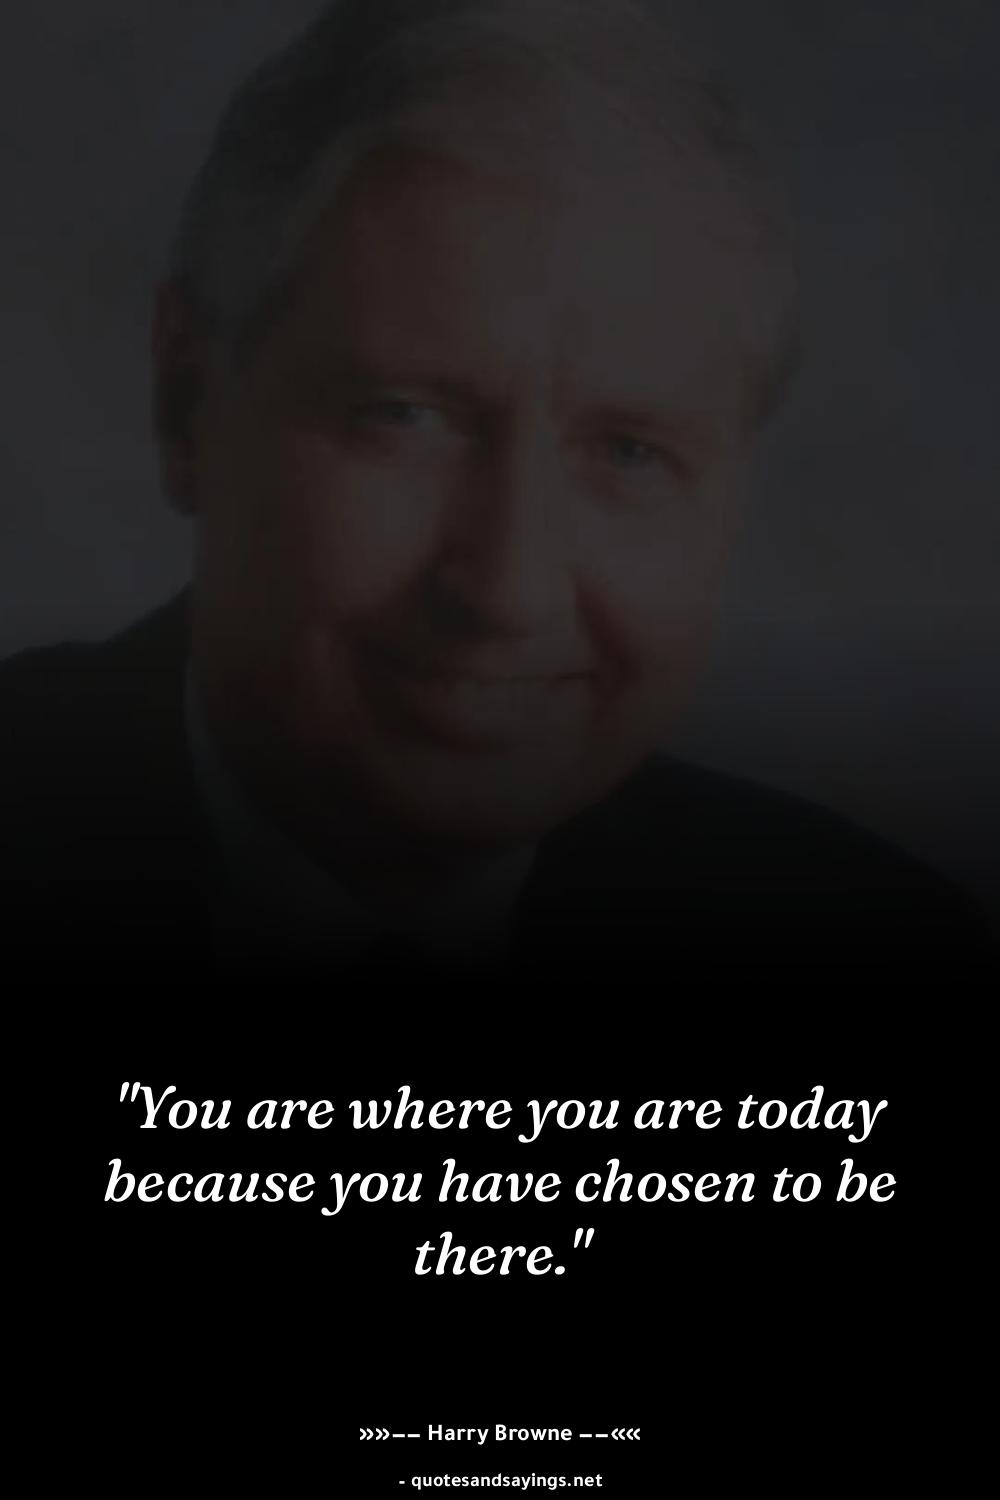 "You are where you are today
because you have chosen to be
there."
»»–– Harry Browne ––««
- quotesandsayings.net